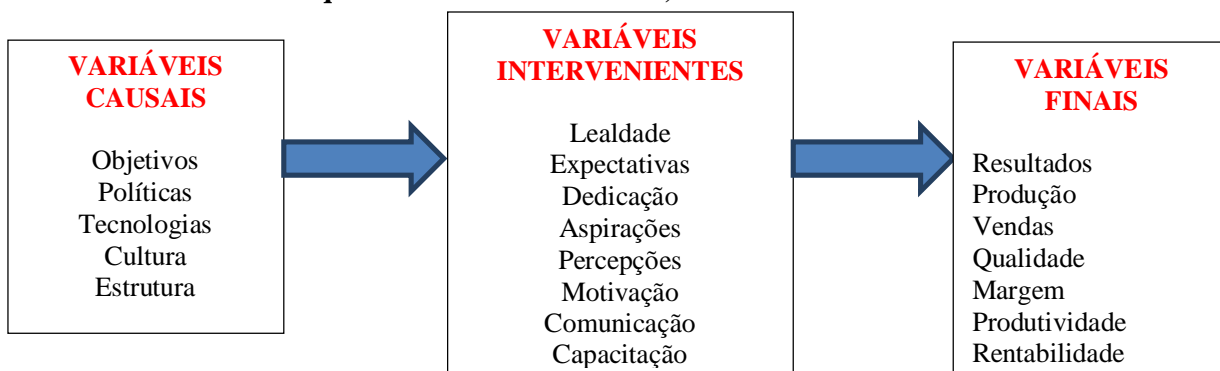 VARIÁVEIS
CAUSAIS
Objetivos
Políticas
Tecnologias
Cultura
Estrutura
VARIÁVEIS
INTERVENIENTES
Lealdade
Expectativas
Dedicação
Aspirações
Percepções
Motivação
Comunicação
Capacitação
VARIÁVEIS
FINAIS
Resultados
Produção
Vendas
Qualidade
Margem
Produtividade
Rentabilidade